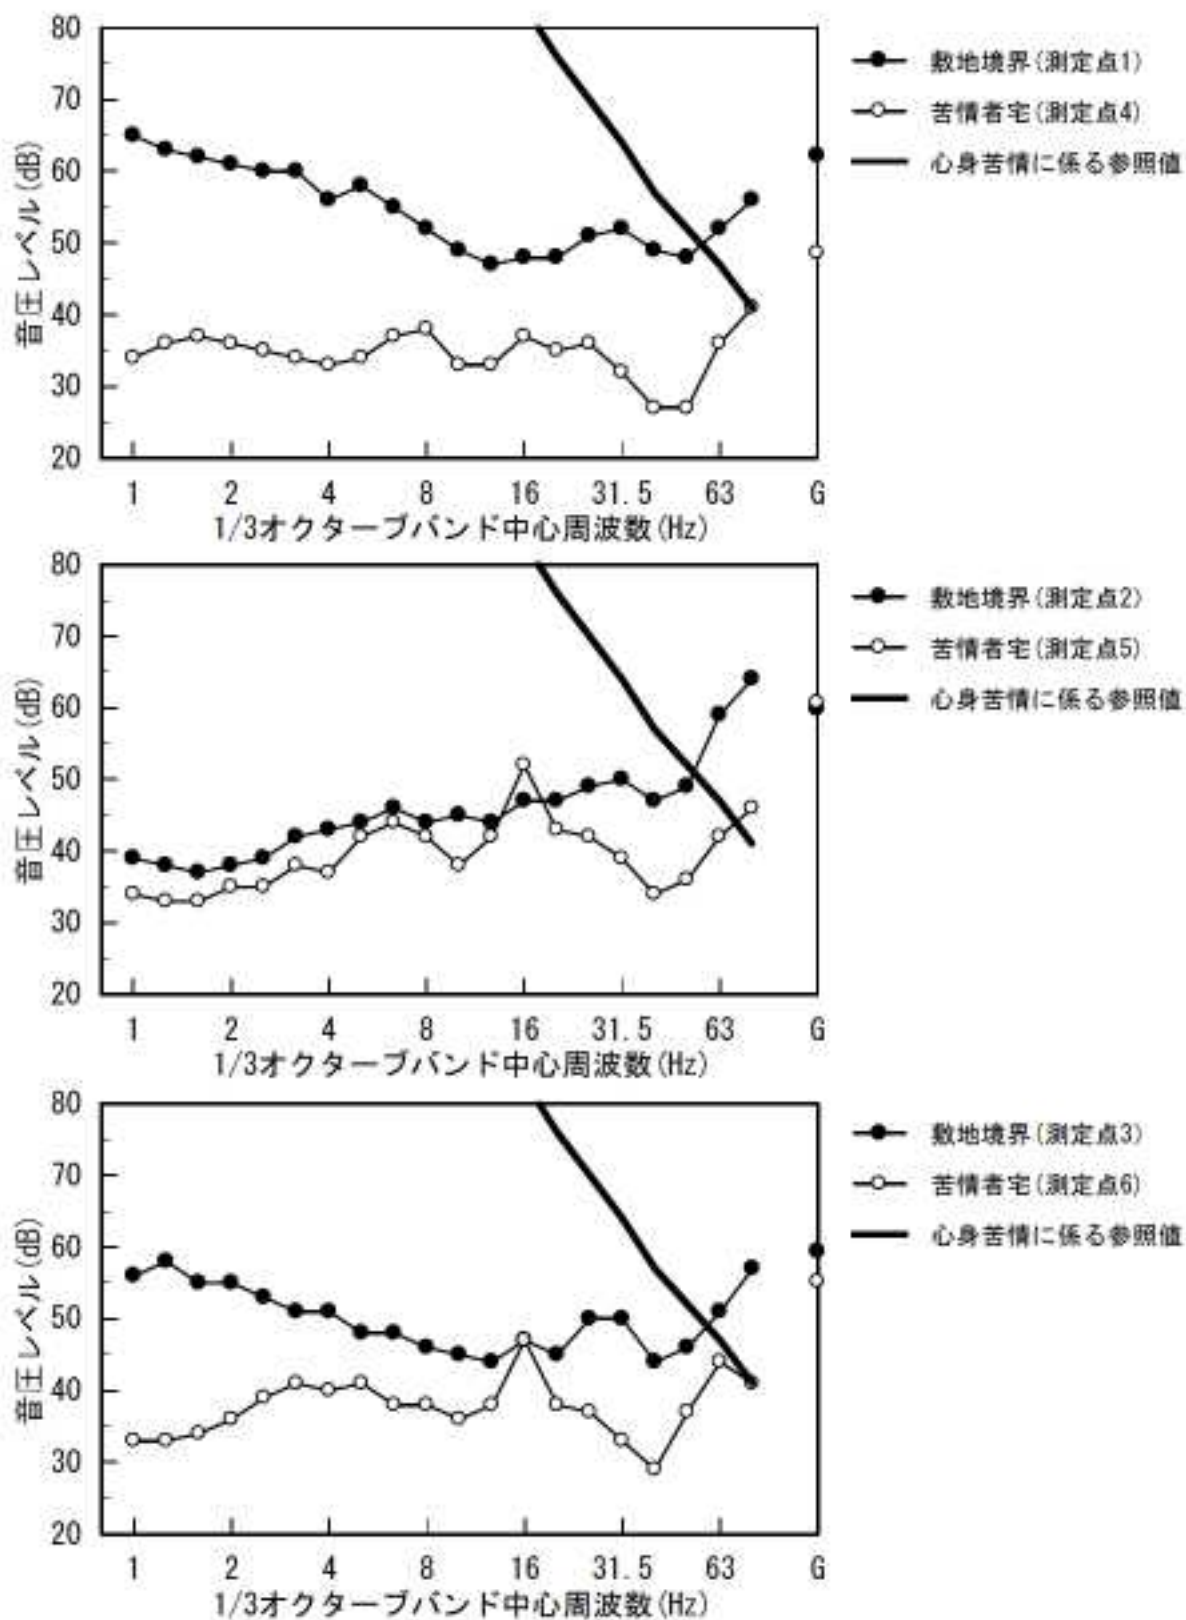 80
70
60
50
40
30
20
音圧レベル(dB)
1 2 4 8 16 31.5 63 G
1/3オクターブバンド中心周波数(Hz)
敷地境界(測定点1)
苦情者宅(測定点4)
心身苦情に係る参照値
80
70
60
50
40
30
20
音圧レベル(dB)
1 2 4 8 16 31.5 63 G
1/3オクターブバンド中心周波数(Hz)
敷地境界(測定点2)
苦情者宅(測定点5)
心身苦情に係る参照値
80
70
60
50
40
30
20
音圧レベル(dB)
1 2 4 8 16 31.5 63 G
1/3オクターブバンド中心周波数(Hz)
敷地境界(測定点3)
苦情者宅(測定点6)
心身苦情に係る参照値